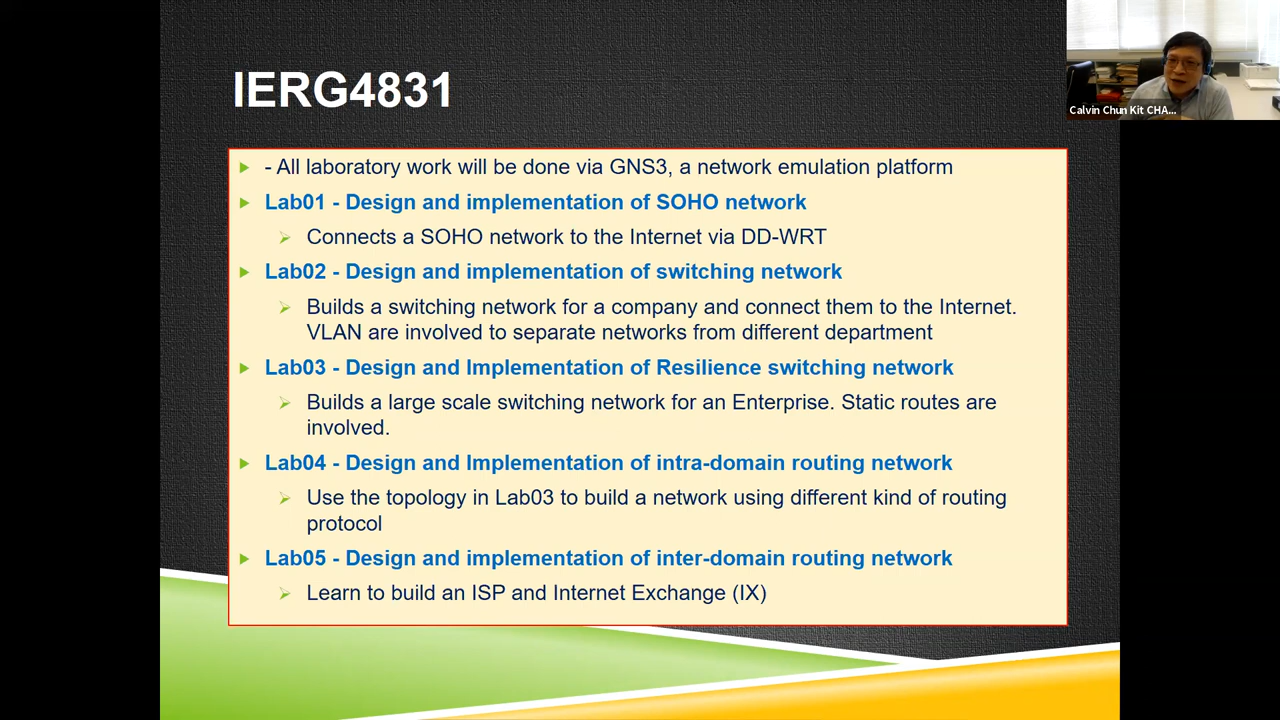 IERG4831
Calvin Chun Kit CHA...
- All laboratory work will be done via GNS3, a network emulation platform
Lab01 - Design and implementation of SOHO network
Connects a SOHO network to the Internet via DD-WRT
Lab02 - Design and implementation of switching network
Builds a switching network for a company and connect them to the Internet.
VLAN are involved to separate networks from different department
Lab03 - Design and Implementation of Resilience switching network
Builds a large scale switching network for an Enterprise. Static routes are
involved.
Lab04 - Design and Implementation of intra-domain routing network
Use the topology in Lab03 to build a network using different kind of routing
protocol
Lab05 - Design and implementation of inter-domain routing network
Learn to build an ISP and Internet Exchange (IX)